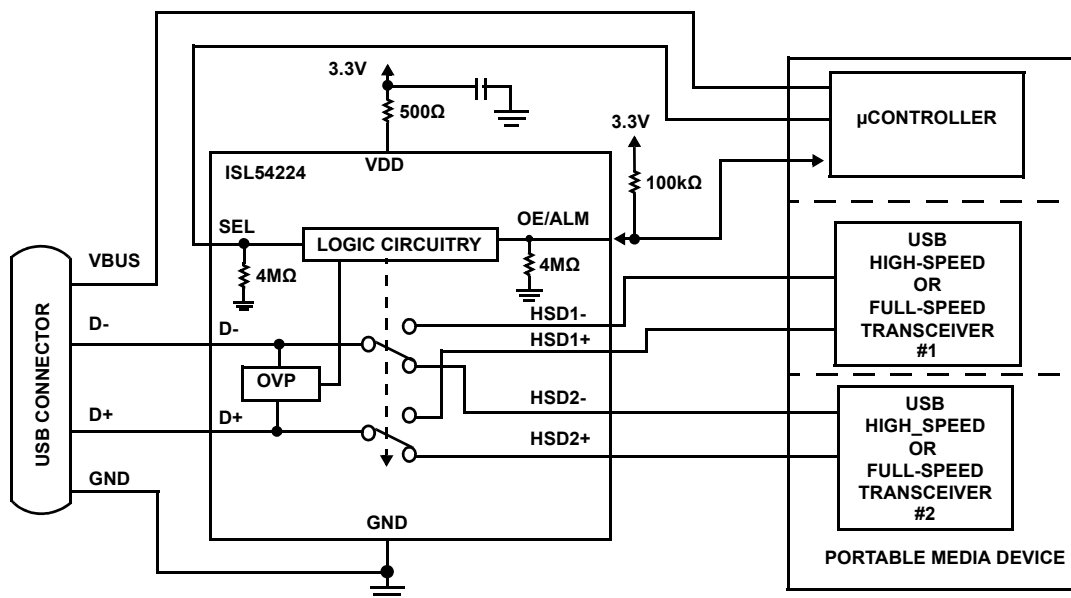 3.3V
500Ω
3.3V
µCONTROLLER
VDD
ISL54224
100kΩ
SEL
OE/ALM
LOGIC CIRCUITRY
4MΩ
4MΩ
USB CONNECTOR
VBUS
D-
D-
OVP
D+
D+
GND
HSD1-
HSD1+
HSD2-
HSD2+
GND
USB
HIGH-SPEED
OR
FULL-SPEED
TRANSCEIVER
#1
USB
HIGH_SPEED
OR
FULL-SPEED
TRANSCEIVER
#2
PORTABLE MEDIA DEVICE